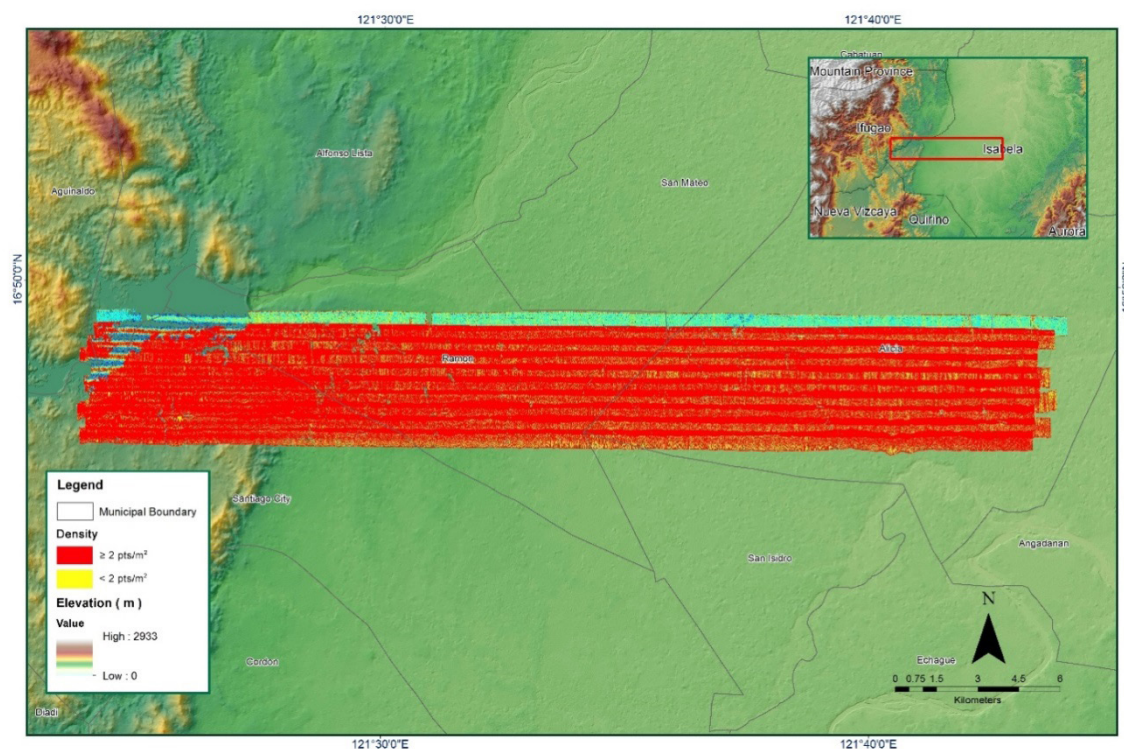 121°30'0"E
121°40'0"E
Cabatuan
Mountain Province
Ifugao
Isabela
Nueva Vizcaya
Quirino
Aurora
Alfonso Lista
Aguinaldo
San Mateo
16°50'0"N
Ramon
Alicia
Legend
Municipal Boundary
Density
≥ 2 pts/m²
< 2 pts/m²
Elevation ( m )
Value
High : 2933
Low : 0
Santiago City
San Isidro
Angadanan
Echague
Cordon
Diadi
N
0 0.75 1.5 3 4.5 6
Kilometers
121°30'0"E
121°40'0"E